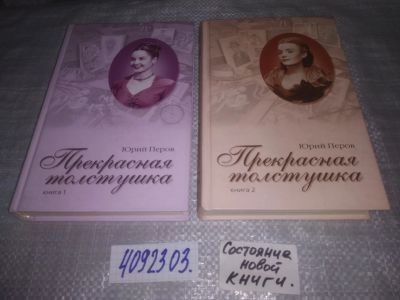 Юрий Перов
Прекрасная
толстушка
книга 1
Юрий Перов
Прекрасная
толстушка
книга 2
4092303.
Состояние
новой
книги.